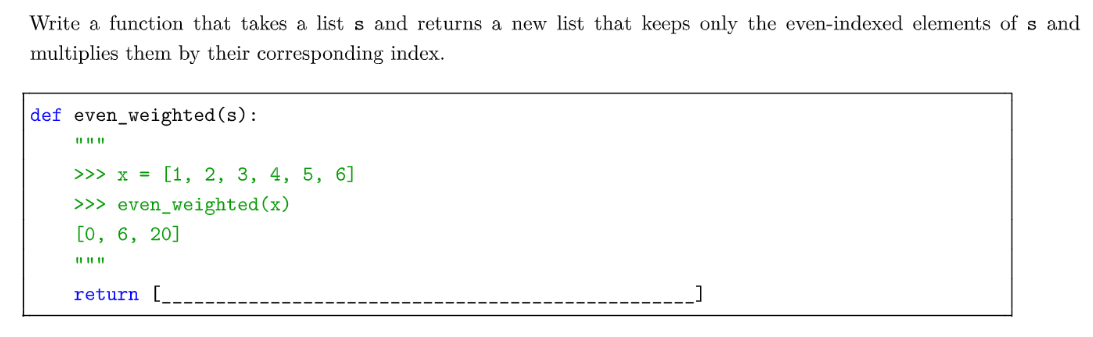 Write a function that takes a list s and returns a new list that keeps only the even-indexed elements of s and
multiplies them by their corresponding index.
def even_weighted(s):
    """
    >>> x = [1, 2, 3, 4, 5, 6]
    >>> even_weighted(x)
    [0, 6, 20]
    """
    return [_________________________________________________]